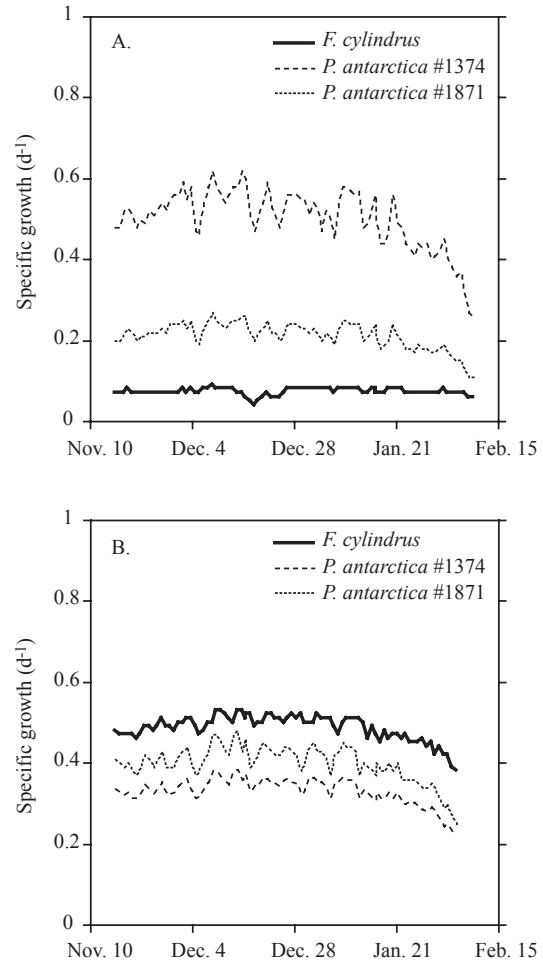 1
A.
F. cylindrus
P. antarctica #1374
P. antarctica #1871
0.8
0.6
Specific growth (d-1)
0.4
0.2
0
Nov. 10 Dec. 4 Dec. 28 Jan. 21 Feb. 15
1
B.
F. cylindrus
P. antarctica #1374
P. antarctica #1871
0.8
0.6
Specific growth (d-1)
0.4
0.2
0
Nov. 10 Dec. 4 Dec. 28 Jan. 21 Feb. 15